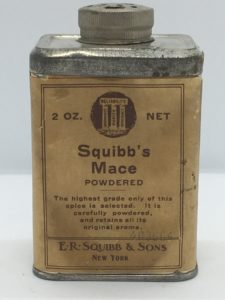 RELIABILITY
2 OZ. NET
Squibb's
Mace
POWDERED
The highest grade only of this
spice is selected. It is
carefully powdered,
and retains all its
original aroma.
E·R·SQUIBB & SONS
NEW YORK